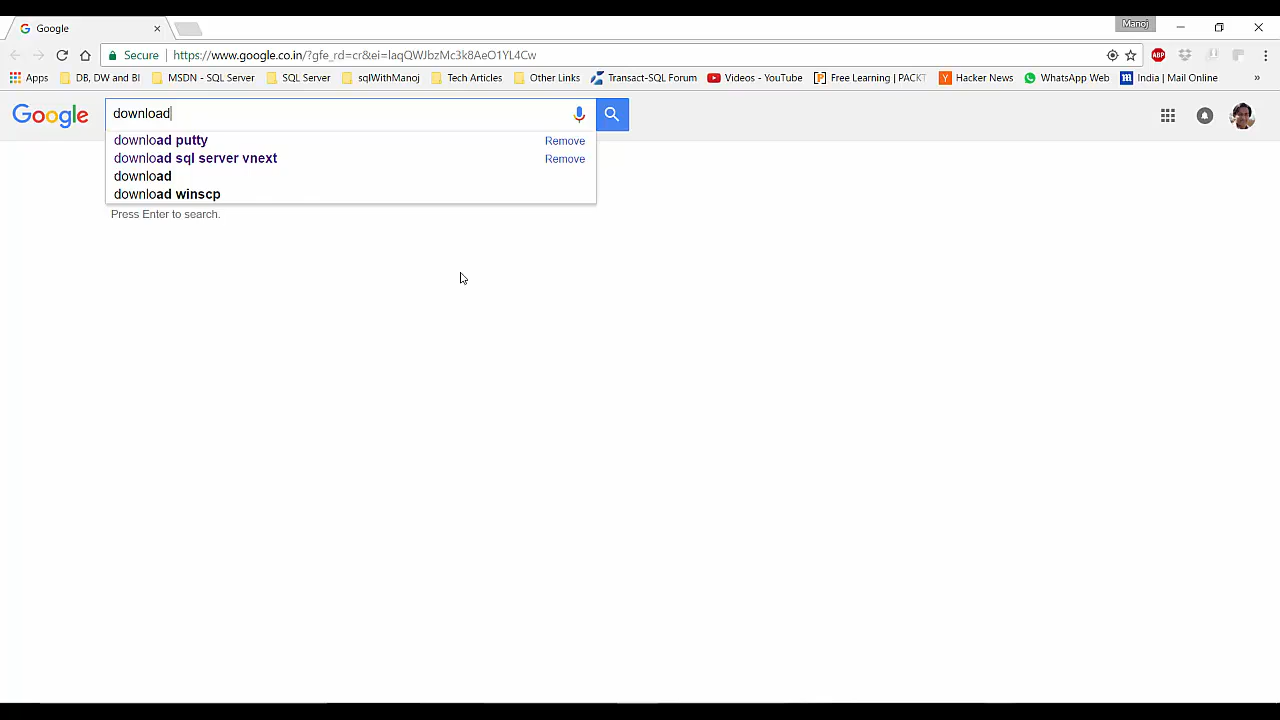 Google
Manoj
Secure https://www.google.co.in/?gfe_rd=cr&ei=laqQWJbzMc3k8AeO1YL4Cw
Apps DB, DW and BI MSDN - SQL Server SQL Server sqlWithManoj Tech Articles Other Links Transact-SQL Forum Videos - YouTube Free Learning | PACKT Hacker News WhatsApp Web India | Mail Online »
Google download
download putty Remove
download sql server vnext Remove
download
download winscp
Press Enter to search.